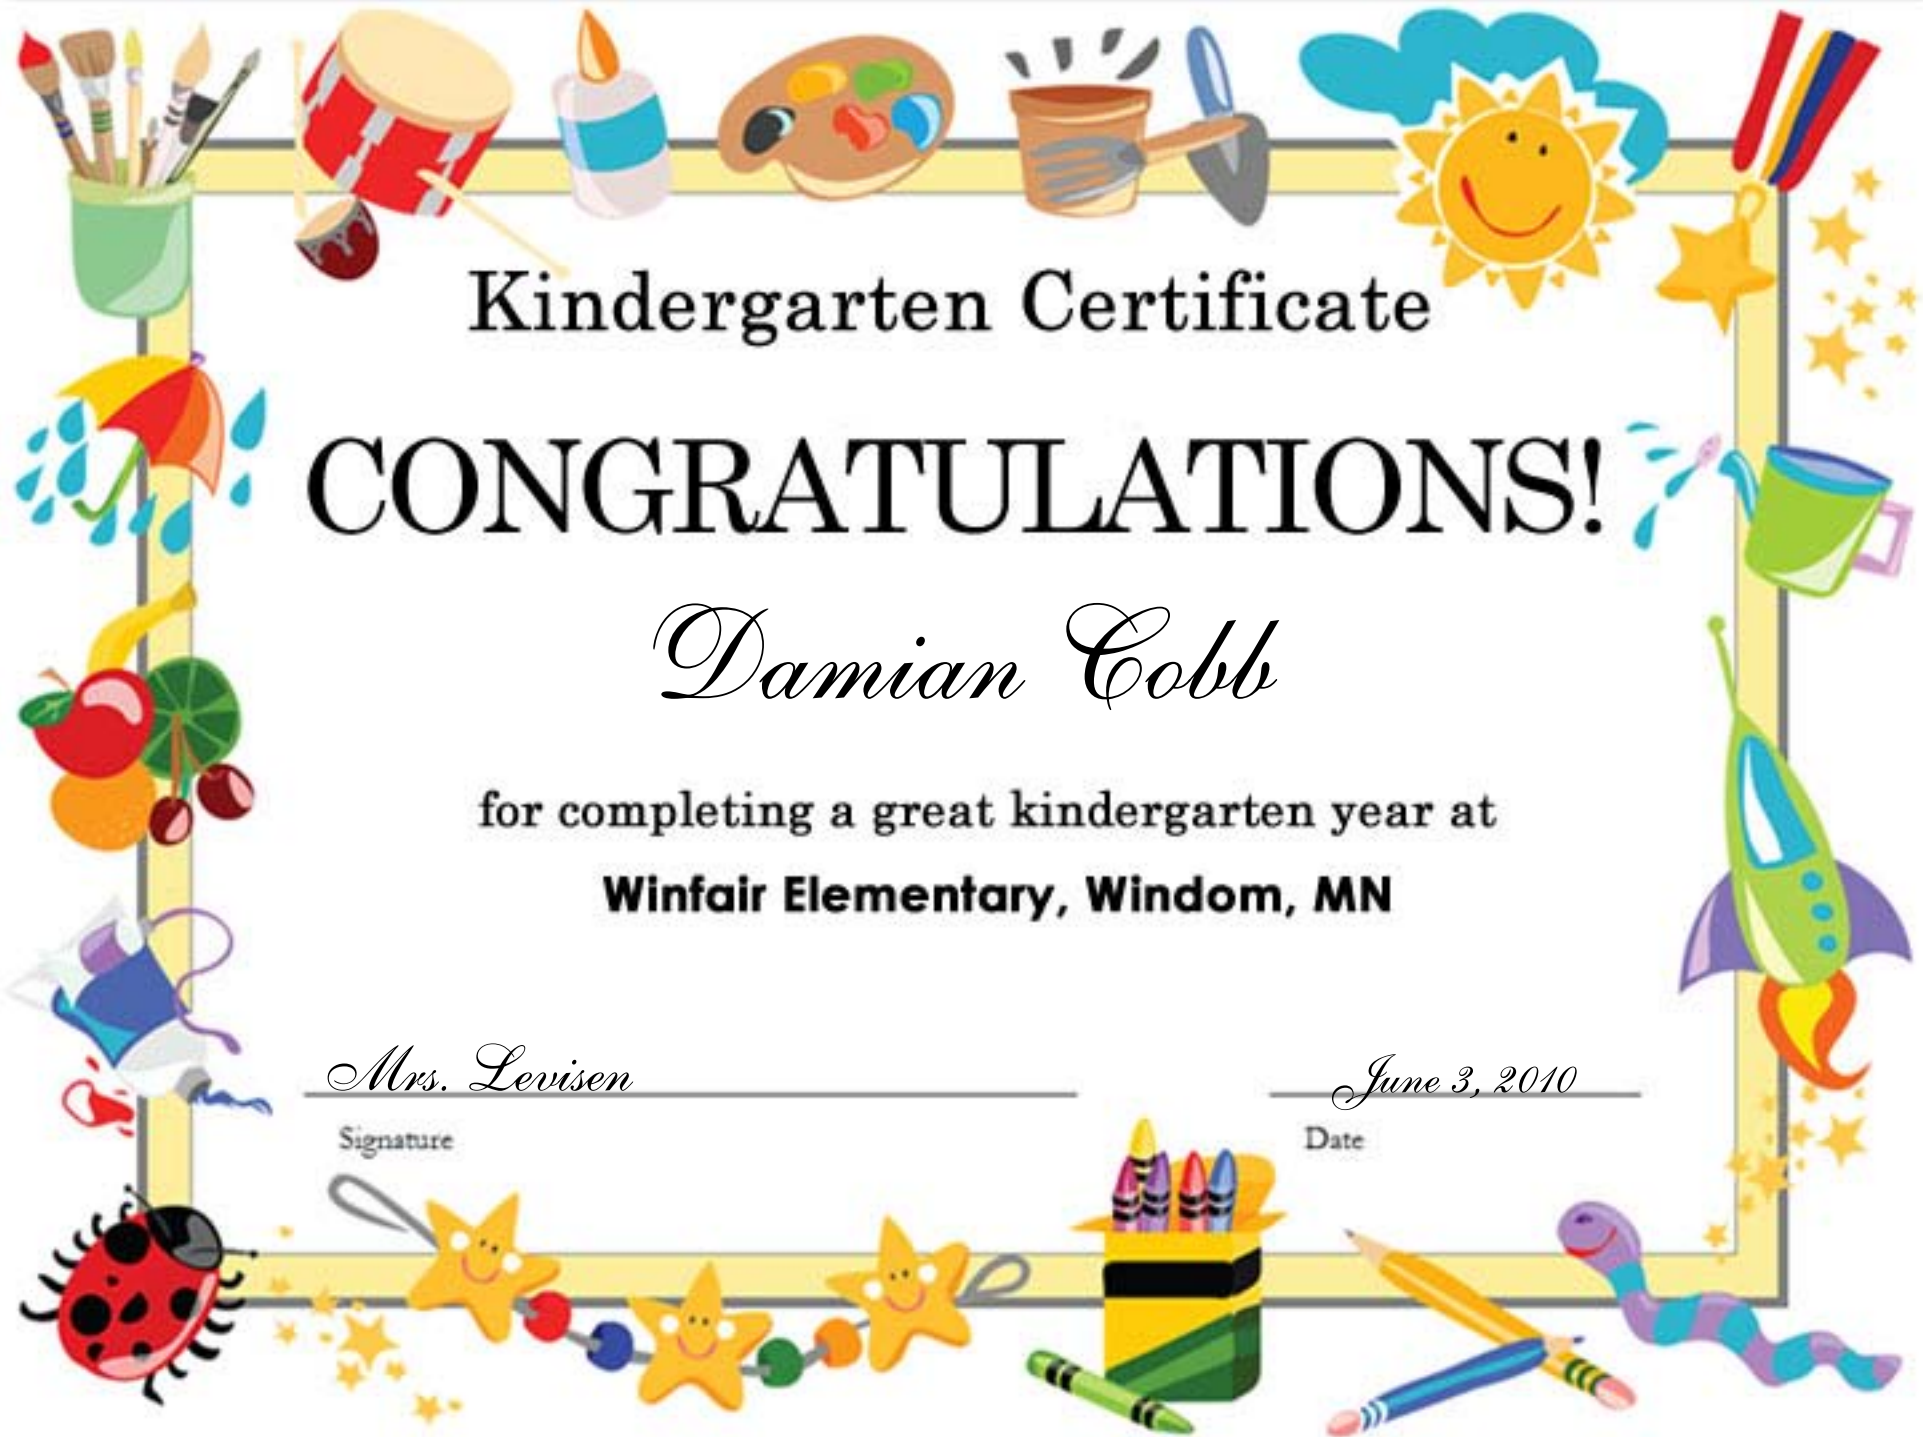 Kindergarten Certificate
CONGRATULATIONS!
Damian Cobb
for completing a great kindergarten year at
Winfair Elementary, Windom, MN
Mrs. Levisen June 3, 2010
Signature Date